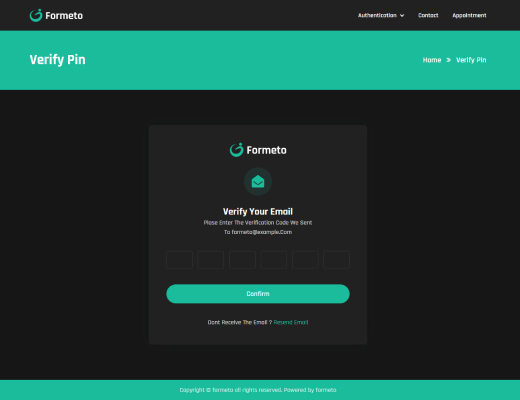 Formeto
Authentication
Contact
Appointment
Verify Pin
Home » Verify Pin
Formeto
Verify Your Email
Plase Enter The Verification Code We Sent
To formeto@example.Com
Confirm
Dont Receive The Email ? Resend Email
Copyright © formeto all rights reserved. Powered by formeto